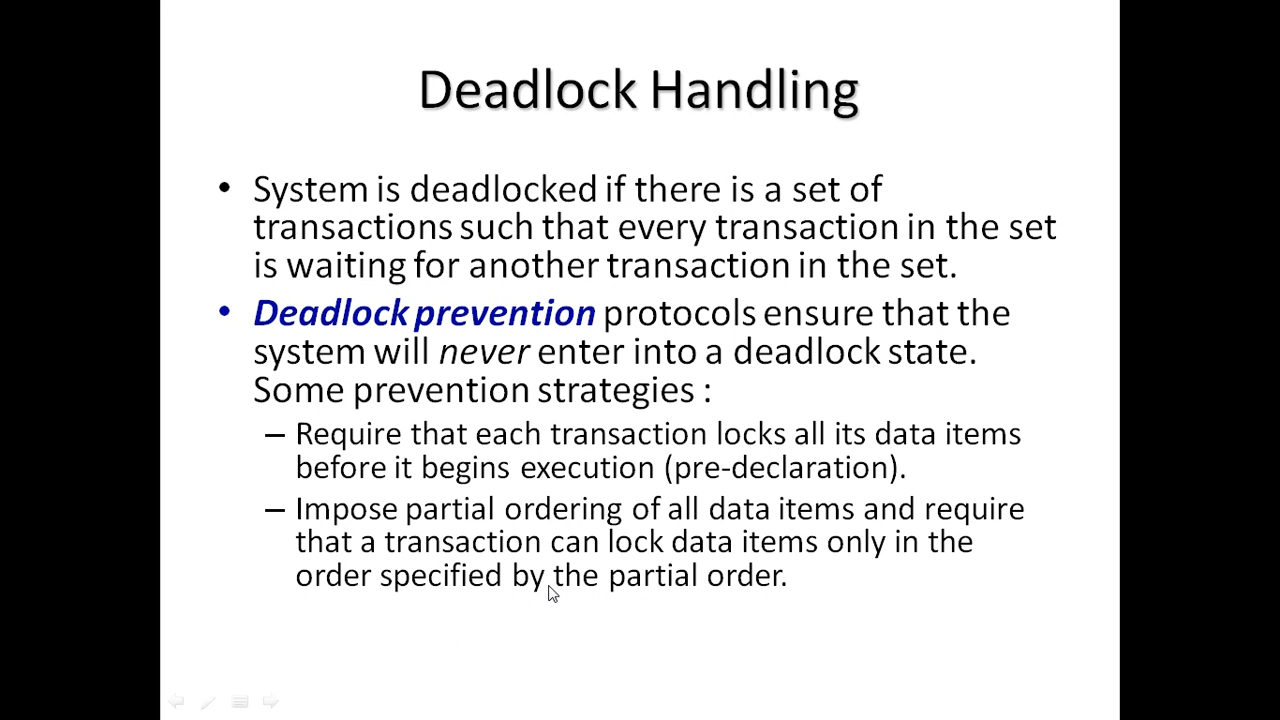 Deadlock Handling
• System is deadlocked if there is a set of
transactions such that every transaction in the set
is waiting for another transaction in the set.
• Deadlock prevention protocols ensure that the
system will never enter into a deadlock state.
Some prevention strategies :
– Require that each transaction locks all its data items
before it begins execution (pre-declaration).
– Impose partial ordering of all data items and require
that a transaction can lock data items only in the
order specified by the partial order.